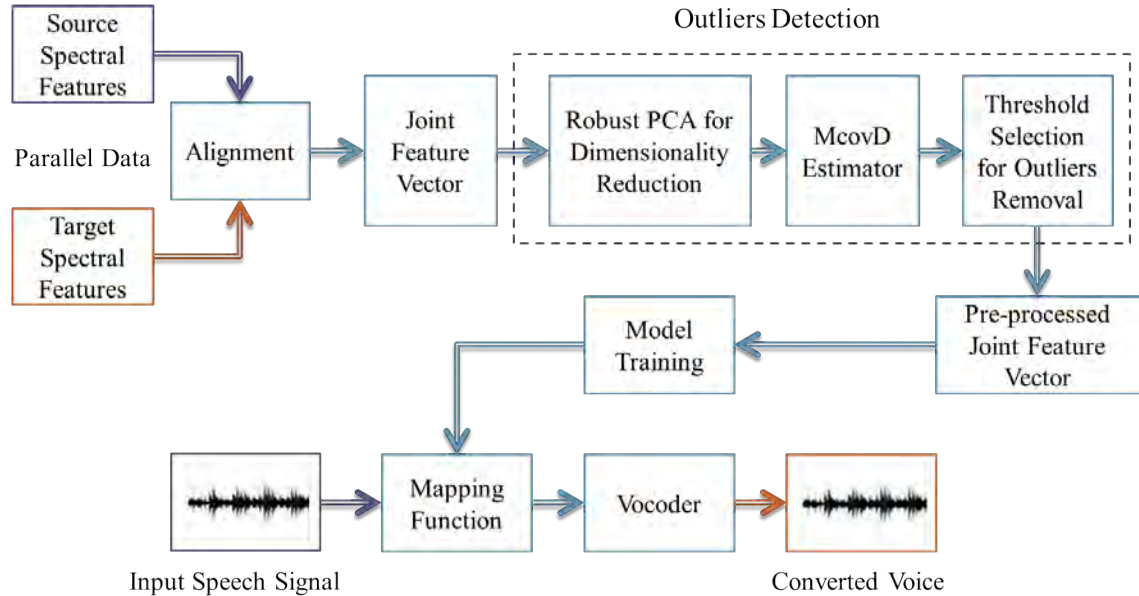 Source
Spectral
Features
Parallel Data
Target
Spectral
Features
Alignment
Joint
Feature
Vector
Outliers Detection
Robust PCA for
Dimensionality
Reduction
McovD
Estimator
Threshold
Selection
for Outliers
Removal
Pre-processed
Joint Feature
Vector
Model
Training
Mapping
Function
Vocoder
Input Speech Signal
Converted Voice